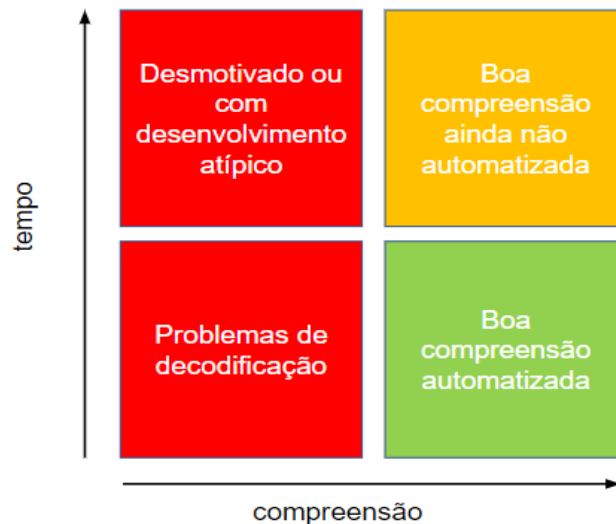 Desmotivado ou
com
desenvolvimento
atípico
Boa
compreensão
ainda não
automatizada
tempo
Problemas de
decodificação
Boa
compreensão
automatizada
compreensão